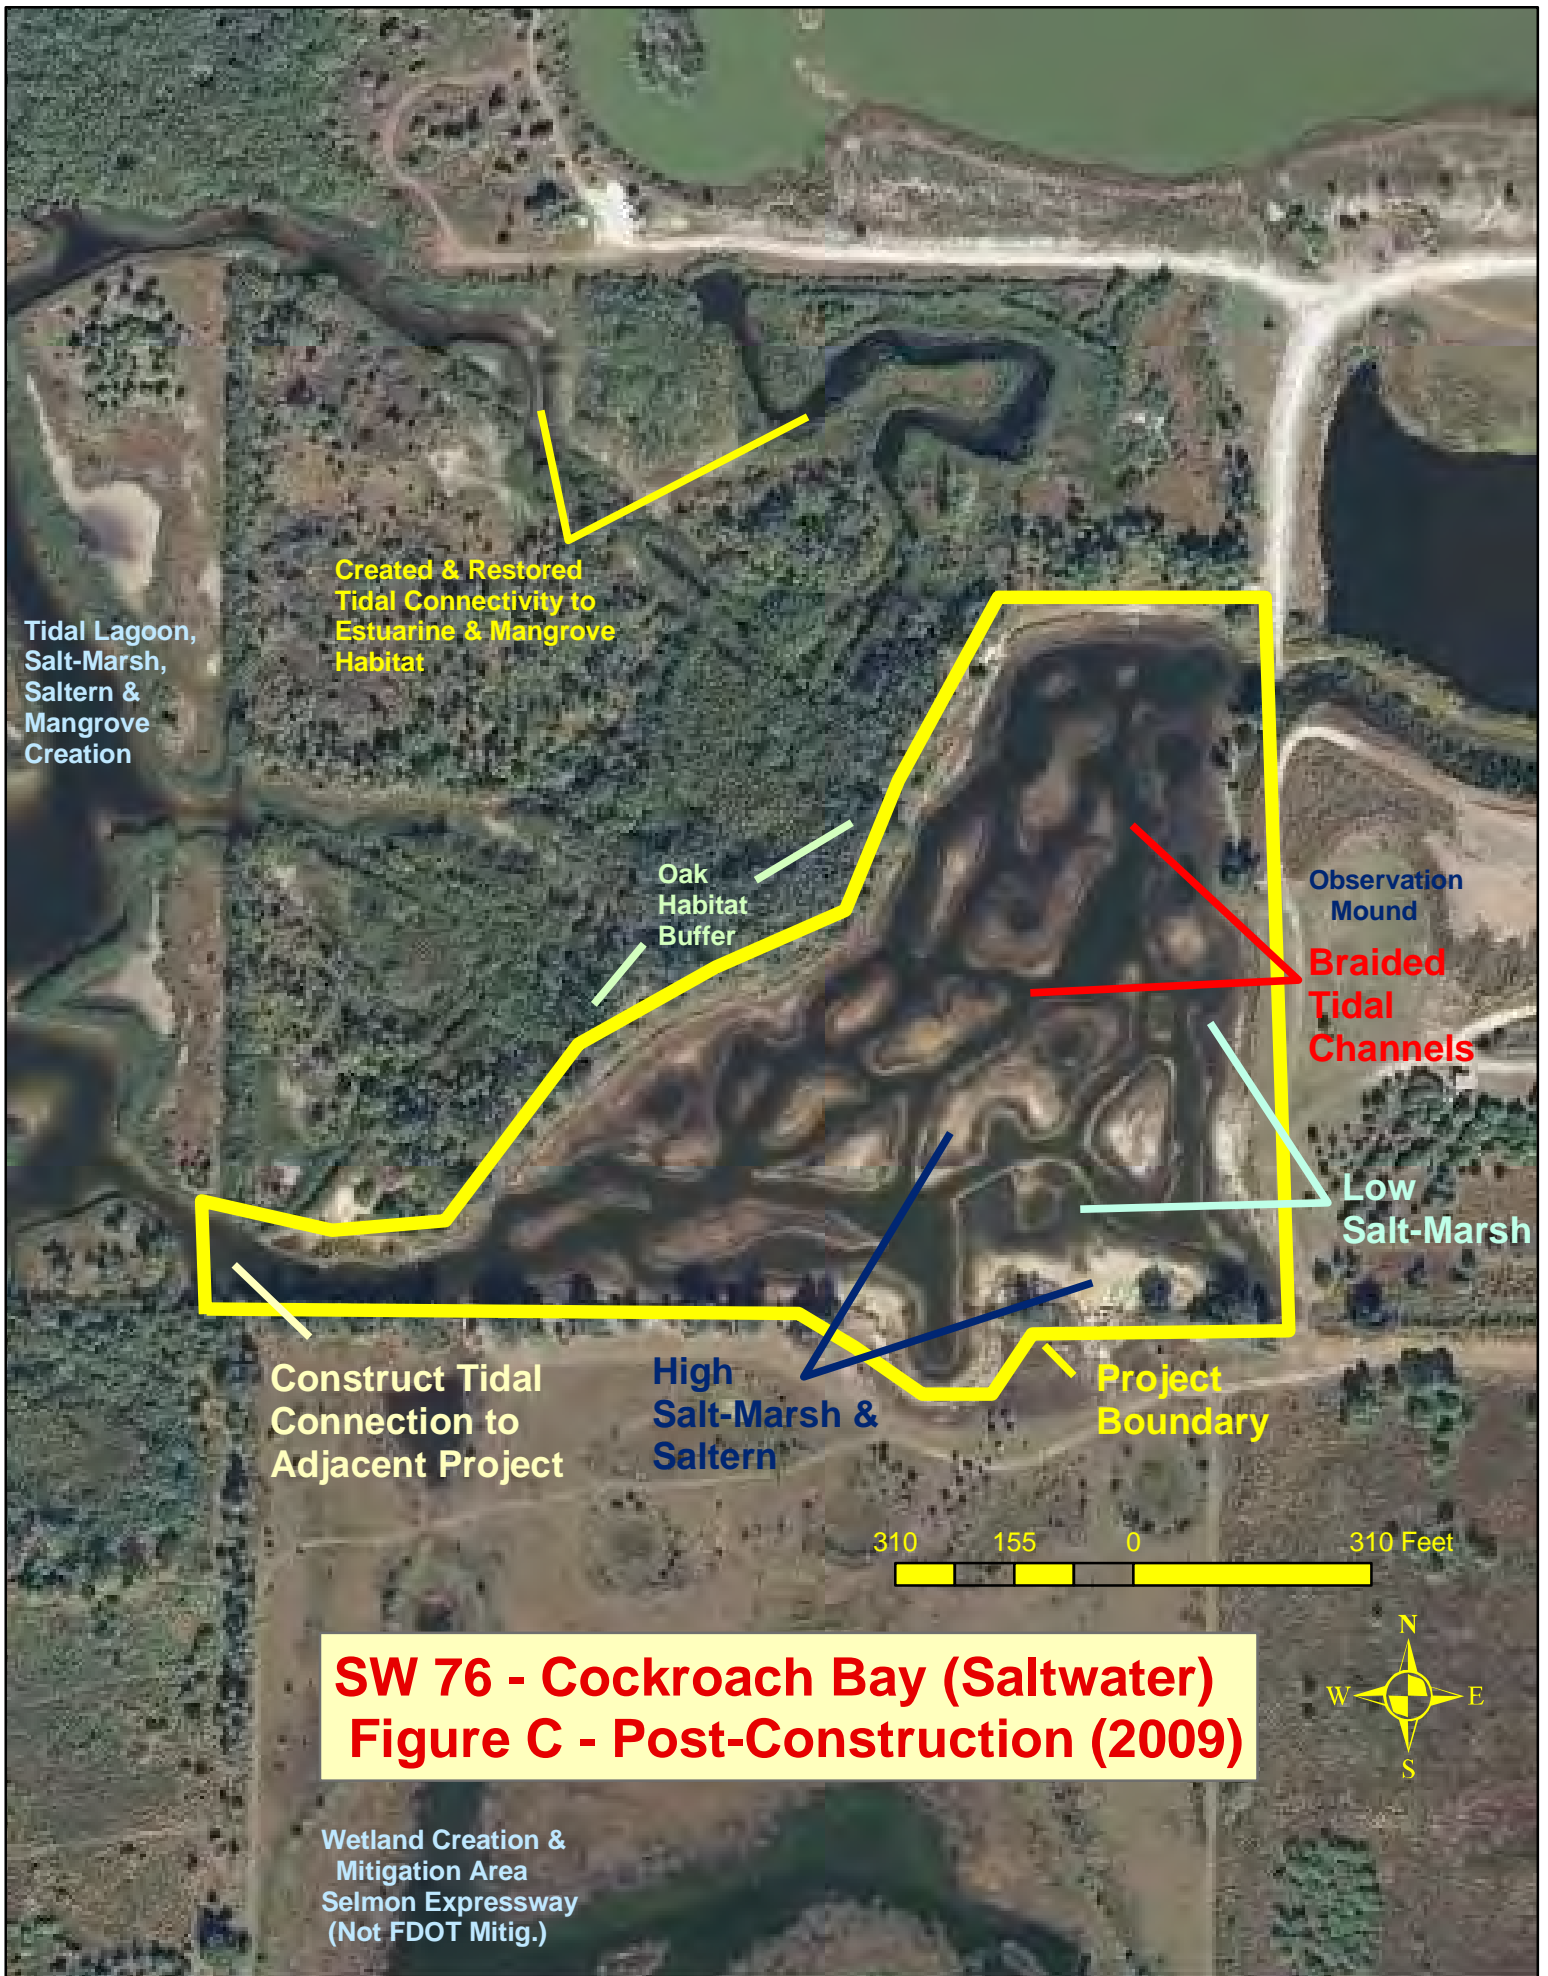 Created & Restored
Tidal Connectivity to
Estuarine & Mangrove
Habitat
Tidal Lagoon,
Salt-Marsh,
Saltern &
Mangrove
Creation
Oak
Habitat
Buffer
Observation
Mound
Braided
Tidal
Channels
Low
Salt-Marsh
Construct Tidal
Connection to
Adjacent Project
High
Salt-Marsh &
Saltern
Project
Boundary
310 155 0 310 Feet
SW 76 - Cockroach Bay (Saltwater)
Figure C - Post-Construction (2009)
N
W E
S
Wetland Creation &
Mitigation Area
Selmon Expressway
(Not FDOT Mitig.)